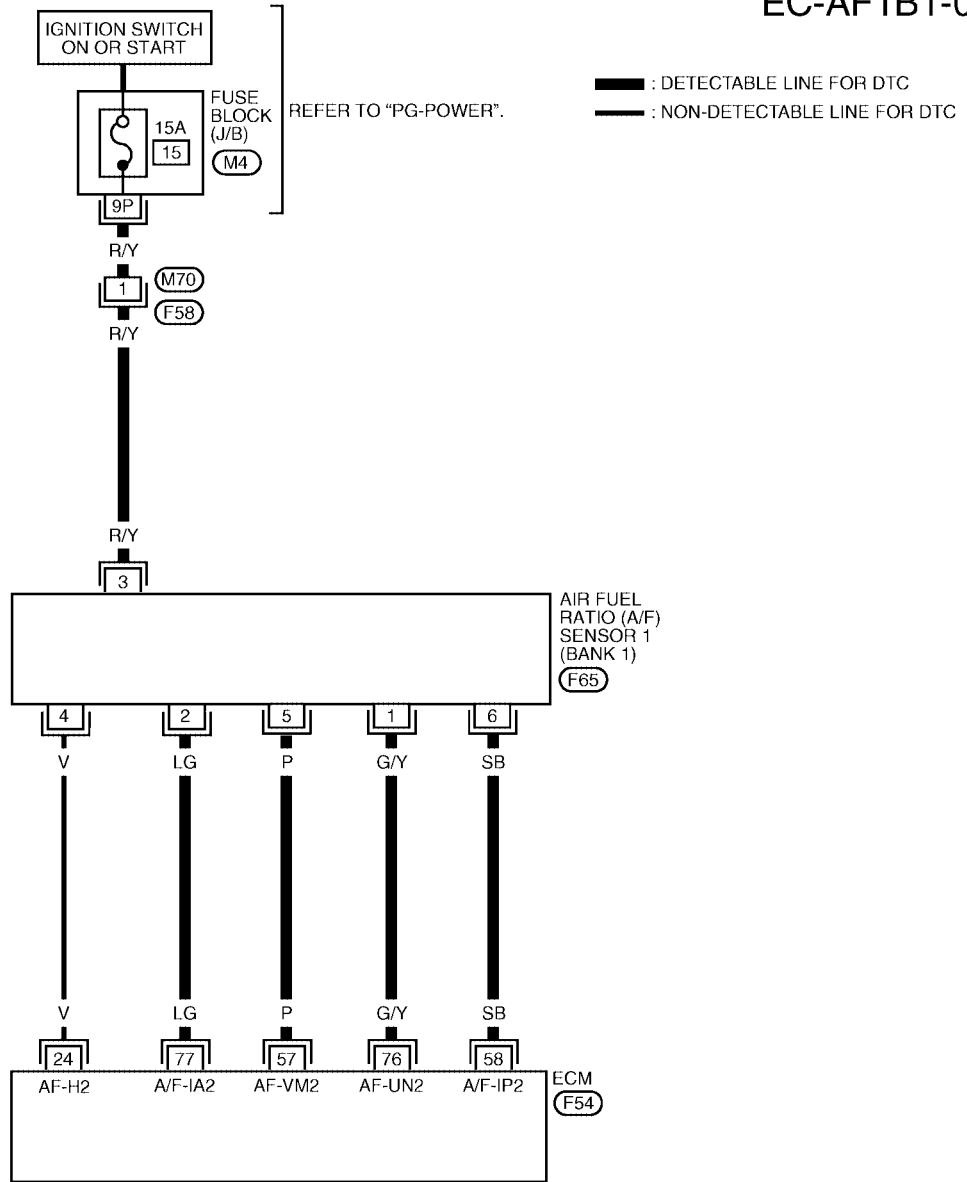 EC-AF1B1-0
IGNITION SWITCH
ON OR START
FUSE
BLOCK
(J/B)
M4
15A
15
REFER TO “PG-POWER”.
: DETECTABLE LINE FOR DTC
: NON-DETECTABLE LINE FOR DTC
9P
R/Y
1
M70
F58
R/Y
R/Y
3
AIR FUEL
RATIO (A/F)
SENSOR 1
(BANK 1)
F65
4 2 5 1 6
V LG P G/Y SB
V LG P G/Y SB
24 77 57 76 58
AF-H2 A/F-IA2 AF-VM2 AF-UN2 A/F-IP2
ECM
F54